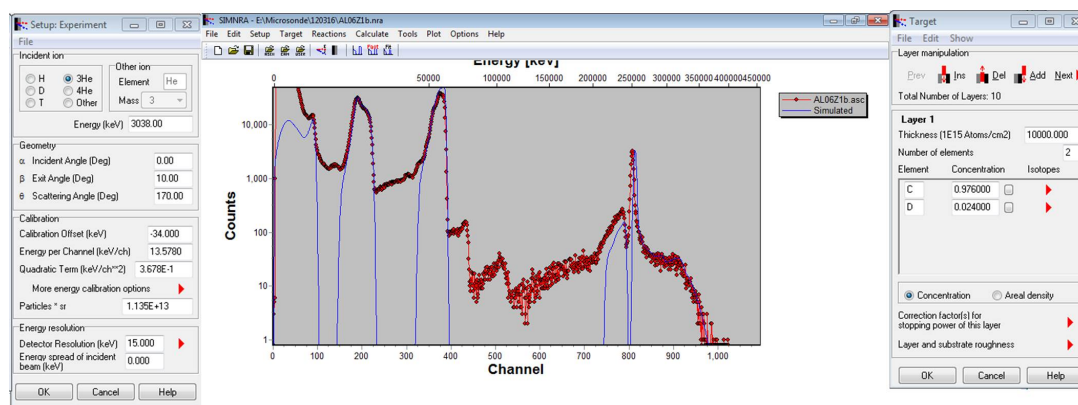 Setup: Experiment
File
Incident ion
H
D
T
3He
4He
Other
Other ion
Element He
Mass 3
Energy (keV) 3038.00
Geometry
α Incident Angle (Deg) 0.00
β Exit Angle (Deg) 10.00
θ Scattering Angle (Deg) 170.00
Calibration
Calibration Offset (keV) -34.000
Energy per Channel (keV/ch) 13.5780
Quadratic Term (keV/ch**2) 3.678E-1
More energy calibration options
Particles * sr 1.135E+13
Energy resolution
Detector Resolution (keV) 15.000
Energy spread of incident
beam (keV) 0.000
OK Cancel Help
SIMNRA - E:\Microsonde\120316\AL06Z1b.nra
File Edit Setup Target Reactions Calculate Tools Plot Options Help
Energy [keV]
0 50000 100000 150000 200000 250000 300000 350000 400000 450000
10,000
1,000
100
10
1
Counts
0 100 200 300 400 500 600 700 800 900 1,000
Channel
AL06Z1b.asc
Simulated
Target
File Edit Show
Layer manipulation
Prev Ins Del Add Next
Total Number of Layers: 10
Layer 1
Thickness (1E15 Atoms/cm2) 10000.000
Number of elements 2
Element Concentration Isotopes
C 0.976000
D 0.024000
Concentration Areal density
Correction factor(s) for
stopping power of this layer
Layer and substrate roughness
OK Cancel Help